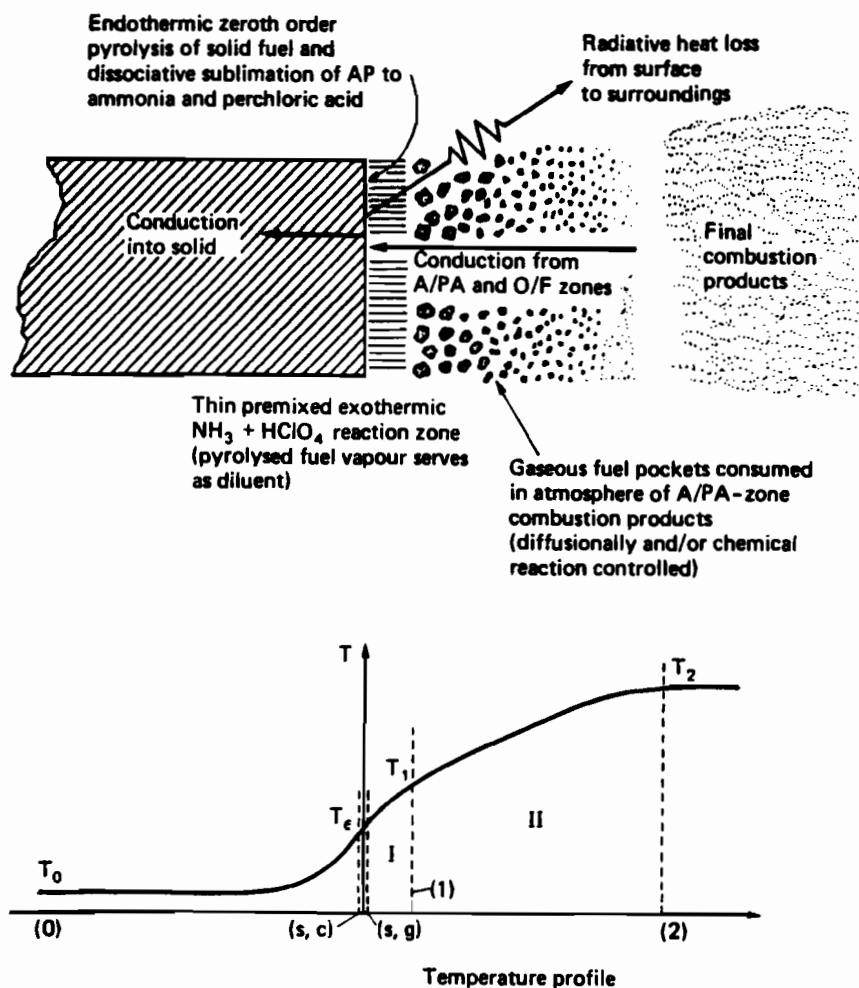 Endothermic zeroth order
pyrolysis of solid fuel and
dissociative sublimation of AP to
ammonia and perchloric acid
Radiative heat loss
from surface
to surroundings
Conduction
into solid
Conduction from
A/PA and O/F zones
Final
combustion
products
Thin premixed exothermic
NH₃ + HClO₄ reaction zone
(pyrolysed fuel vapour serves
as diluent)
Gaseous fuel pockets consumed
in atmosphere of A/PA-zone
combustion products
(diffusionally and/or chemical
reaction controlled)
T
T₂
T₁
T_ϵ
II
I
T₀
(1)
(0)
(s, c)
(s, g)
(2)
Temperature profile